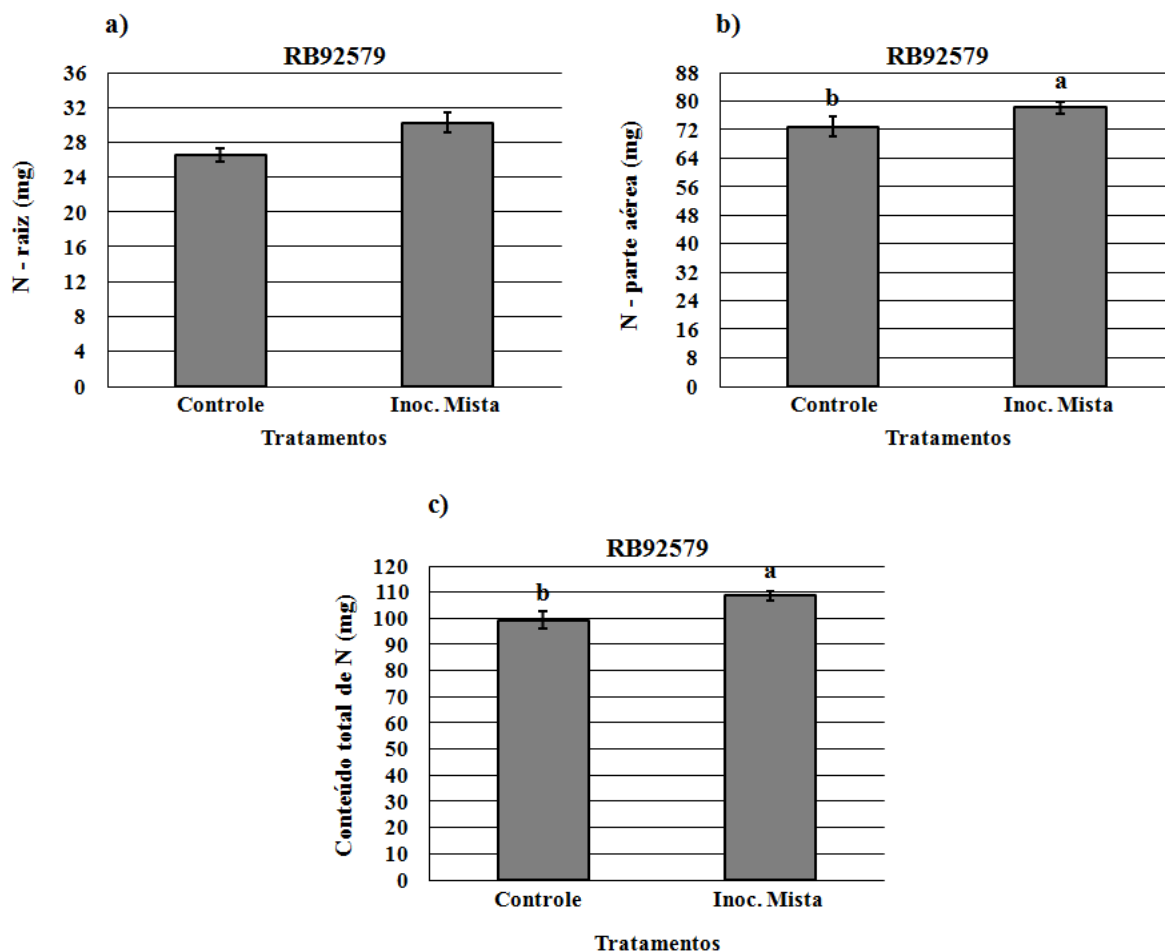 a)
RB92579
N - raiz (mg)
36
32
28
24
20
16
12
8
4
0
Controle
Inoc. Mista
Tratamentos
b)
RB92579
N - parte aérea (mg)
88
80
72
64
56
48
40
32
24
16
8
0
b
a
Controle
Inoc. Mista
Tratamentos
c)
RB92579
Conteúdo total de N (mg)
120
110
100
90
80
70
60
50
40
30
20
10
0
b
a
Controle
Inoc. Mista
Tratamentos